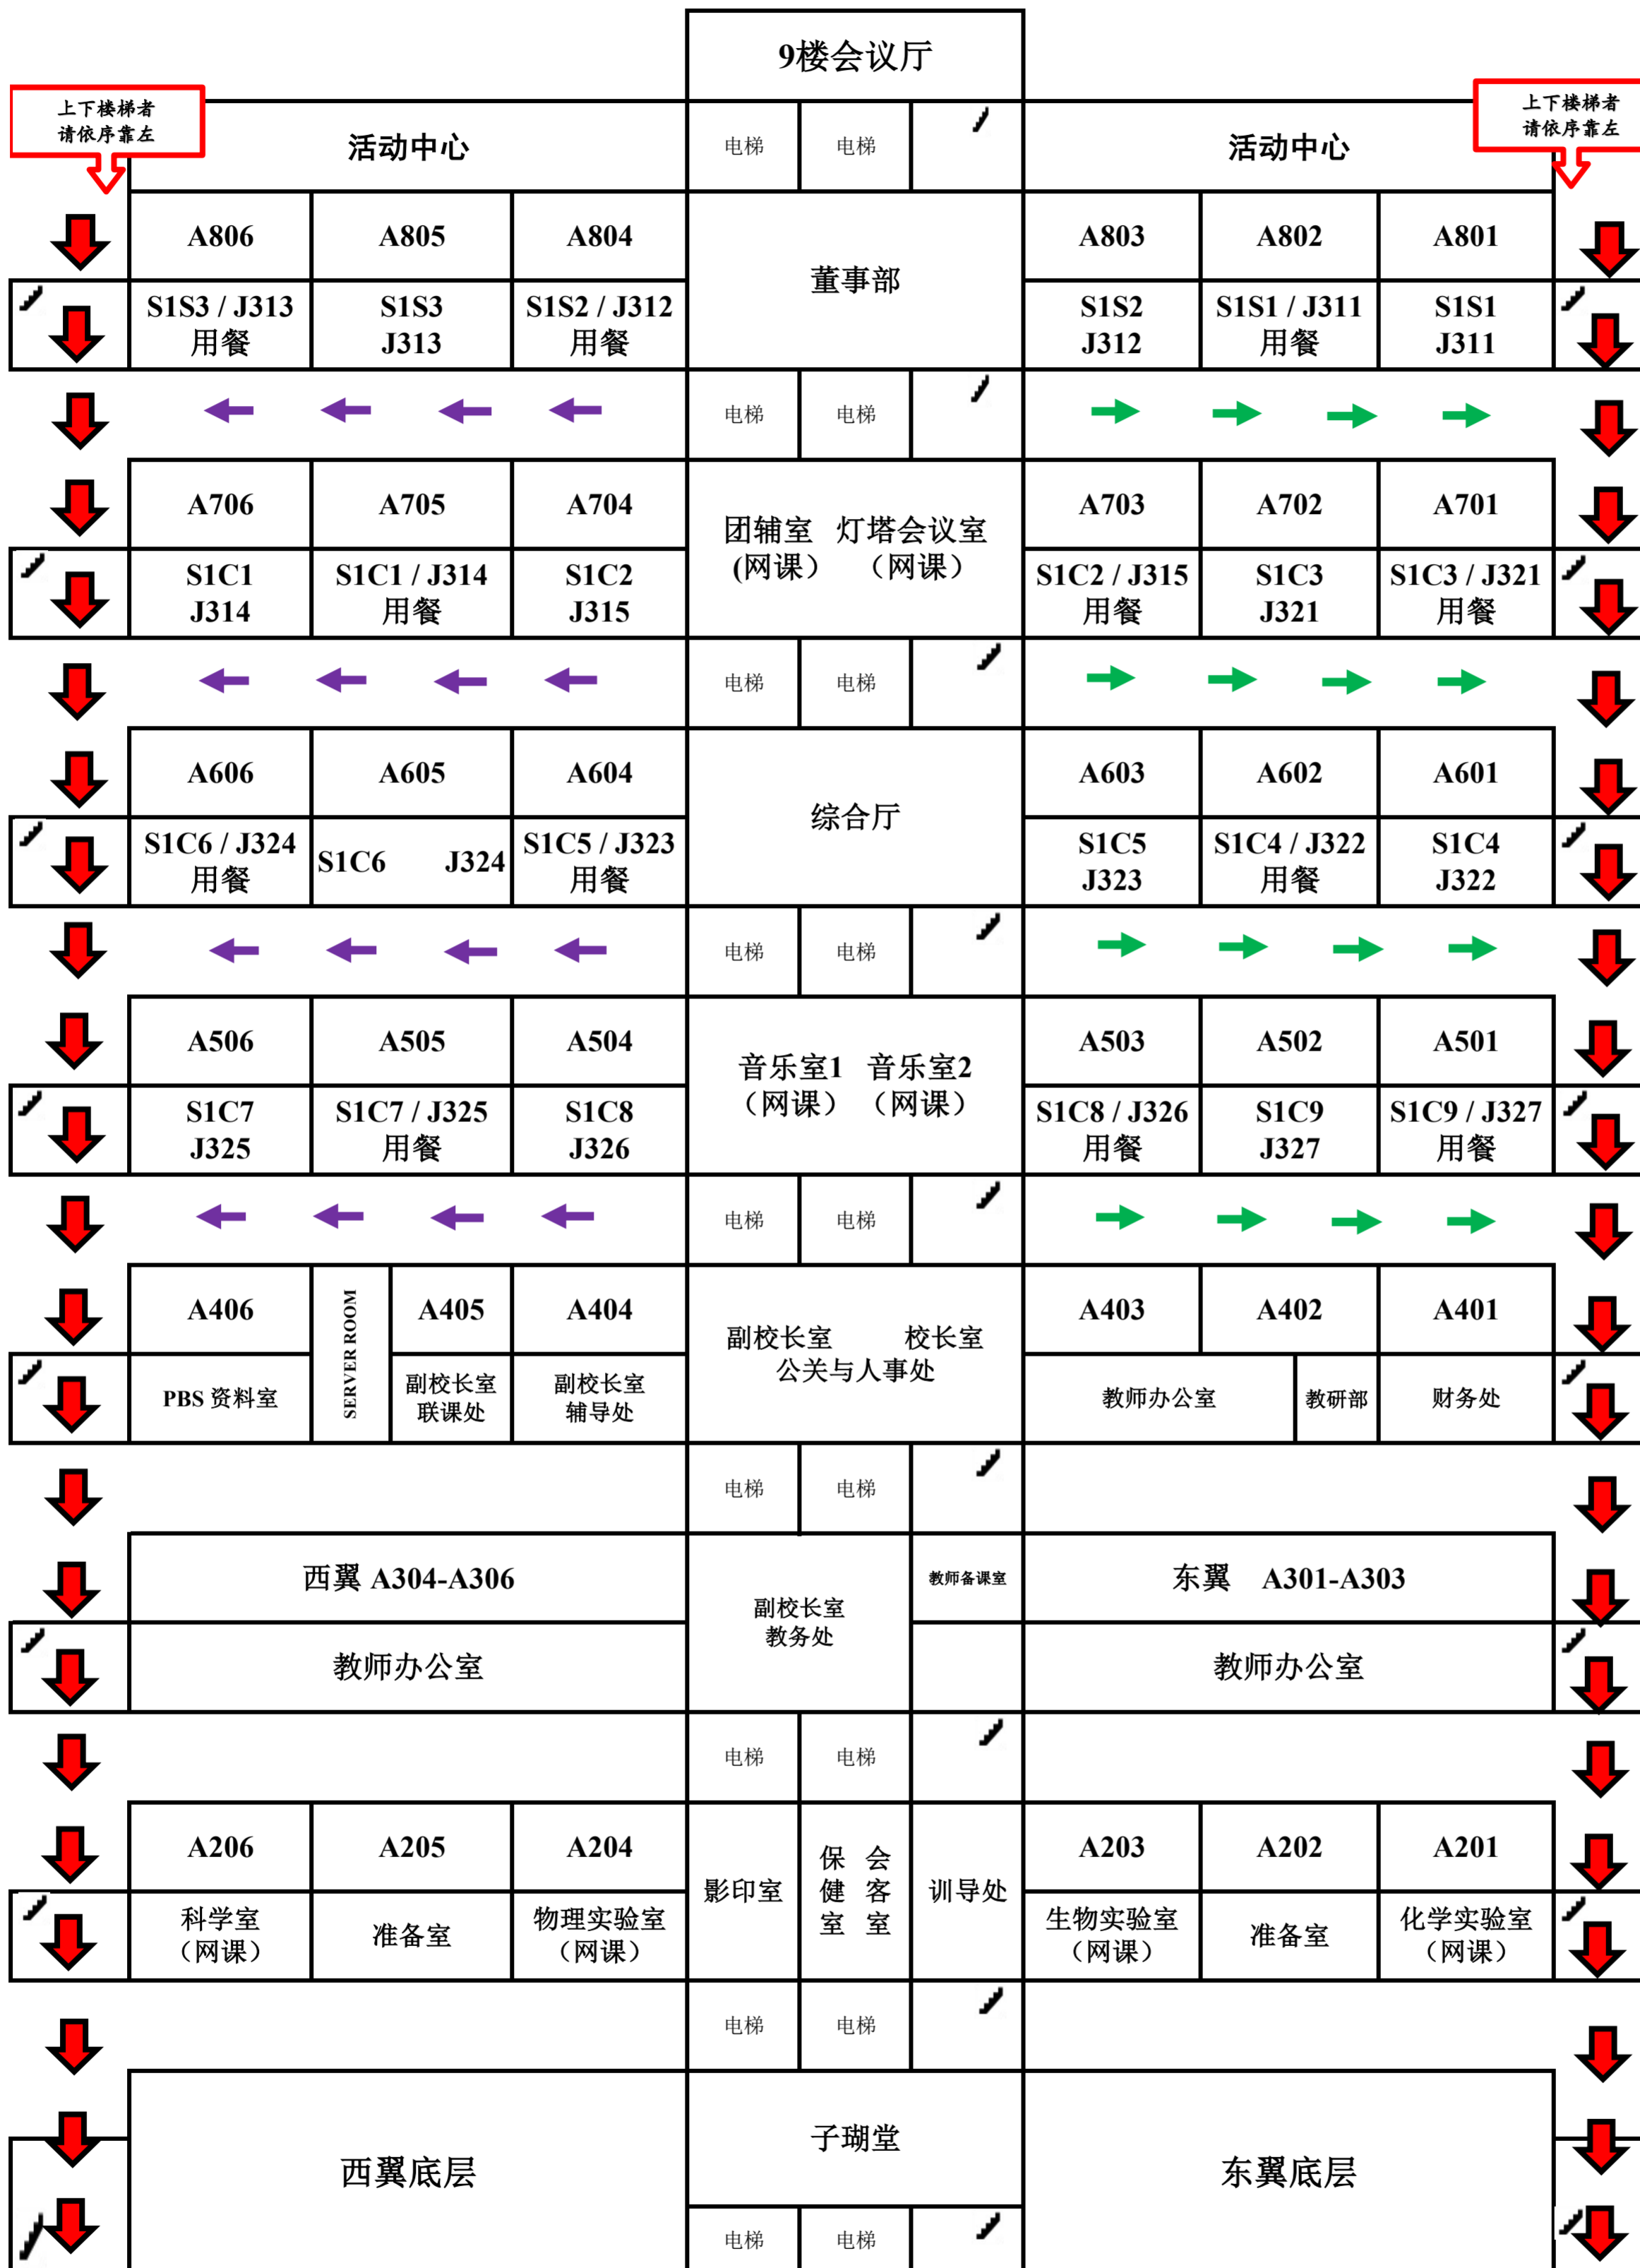 9楼会议厅
上下楼梯者
请依序靠左
活动中心
电梯
电梯
活动中心
上下楼梯者
请依序靠左
A806
A805
A804
董事部
A803
A802
A801
S1S3 / J313
用餐
S1S3
J313
S1S2 / J312
用餐
S1S2
J312
S1S1 / J311
用餐
S1S1
J311
电梯
电梯
A706
A705
A704
团辅室 灯塔会议室
(网课） （网课）
A703
A702
A701
S1C1
J314
S1C1 / J314
用餐
S1C2
J315
S1C2 / J315
用餐
S1C3
J321
S1C3 / J321
用餐
电梯
电梯
A606
A605
A604
综合厅
A603
A602
A601
S1C6 / J324
用餐
S1C6 J324
S1C5 / J323
用餐
S1C5
J323
S1C4 / J322
用餐
S1C4
J322
电梯
电梯
A506
A505
A504
音乐室1 音乐室2
（网课） （网课）
A503
A502
A501
S1C7
J325
S1C7 / J325
用餐
S1C8
J326
S1C8 / J326
用餐
S1C9
J327
S1C9 / J327
用餐
电梯
电梯
A406
SERVER ROOM
A405
A404
副校长室 校长室
公关与人事处
A403
A402
A401
PBS 资料室
副校长室
联课处
副校长室
辅导处
教师办公室
教研部
财务处
电梯
电梯
西翼 A304-A306
副校长室
教务处
教师备课室
东翼 A301-A303
教师办公室
教师办公室
电梯
电梯
A206
A205
A204
影印室
保健室
会客室
训导处
A203
A202
A201
科学室
（网课）
准备室
物理实验室
（网课）
生物实验室
（网课）
准备室
化学实验室
（网课）
电梯
电梯
西翼底层
子瑚堂
东翼底层
电梯
电梯